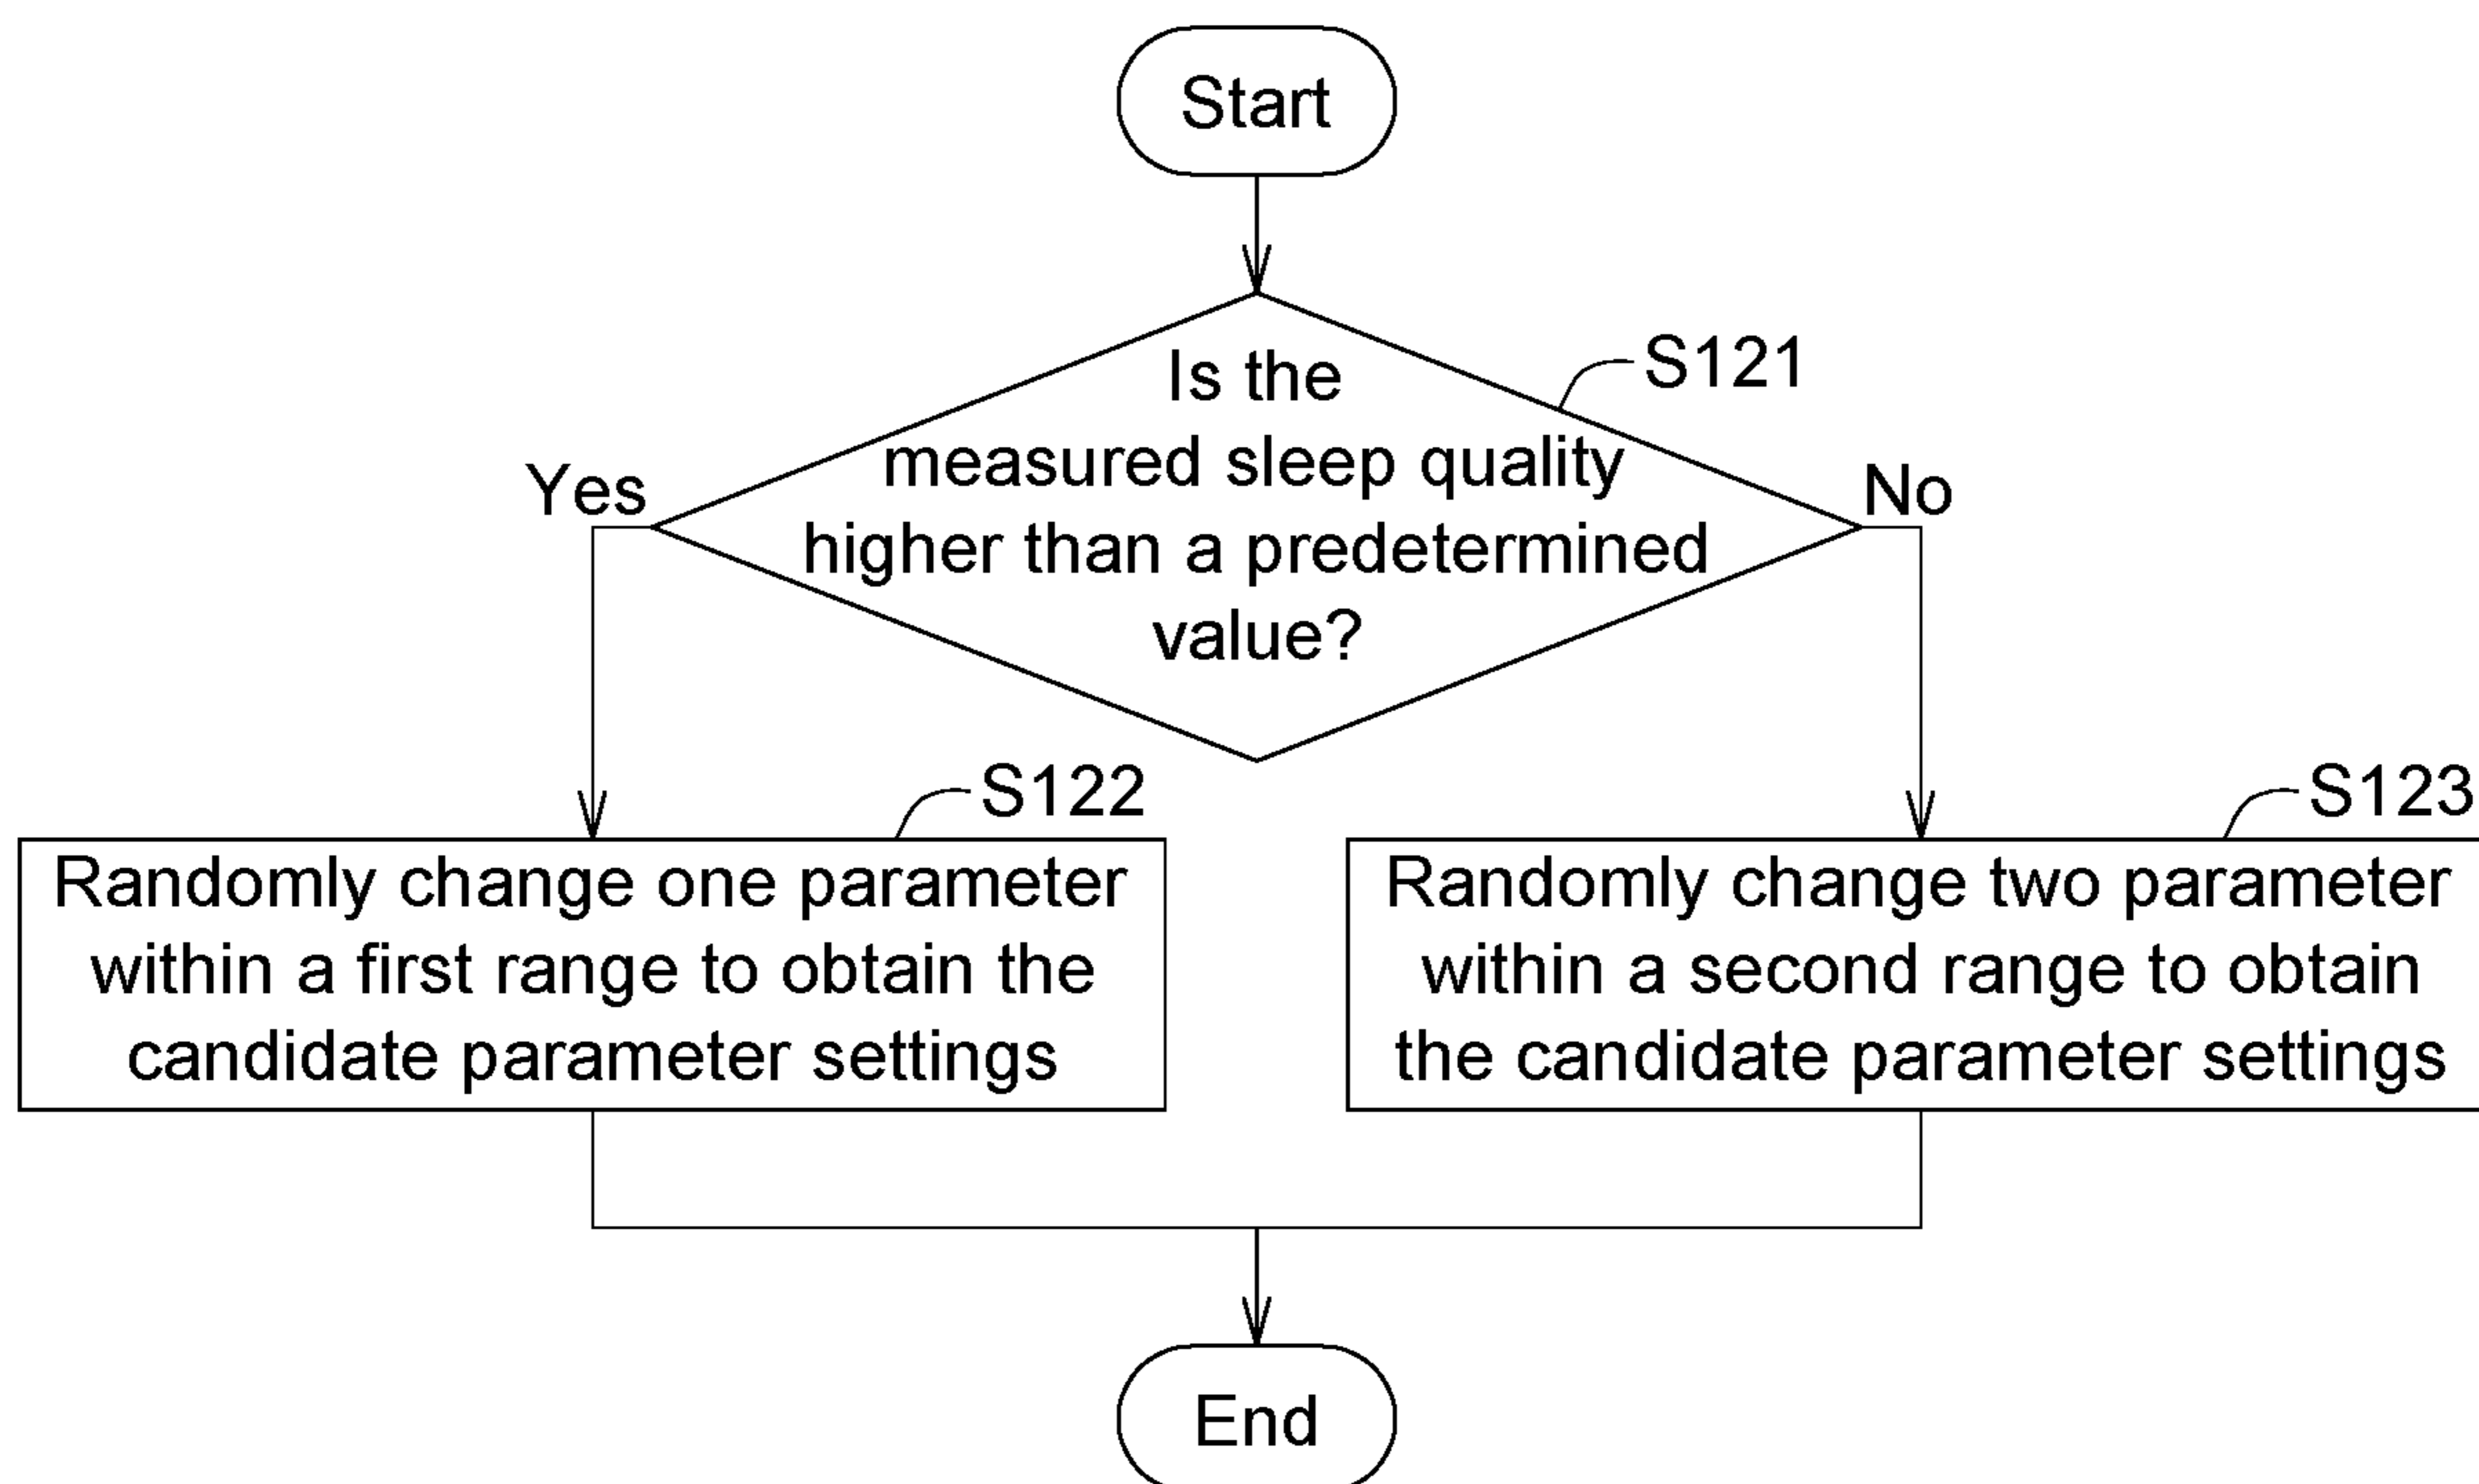 Start
Is the
measured sleep quality
higher than a predetermined
value?
S121
Yes
No
S122
Randomly change one parameter
within a first range to obtain the
candidate parameter settings
S123
Randomly change two parameter
within a second range to obtain
the candidate parameter settings
End